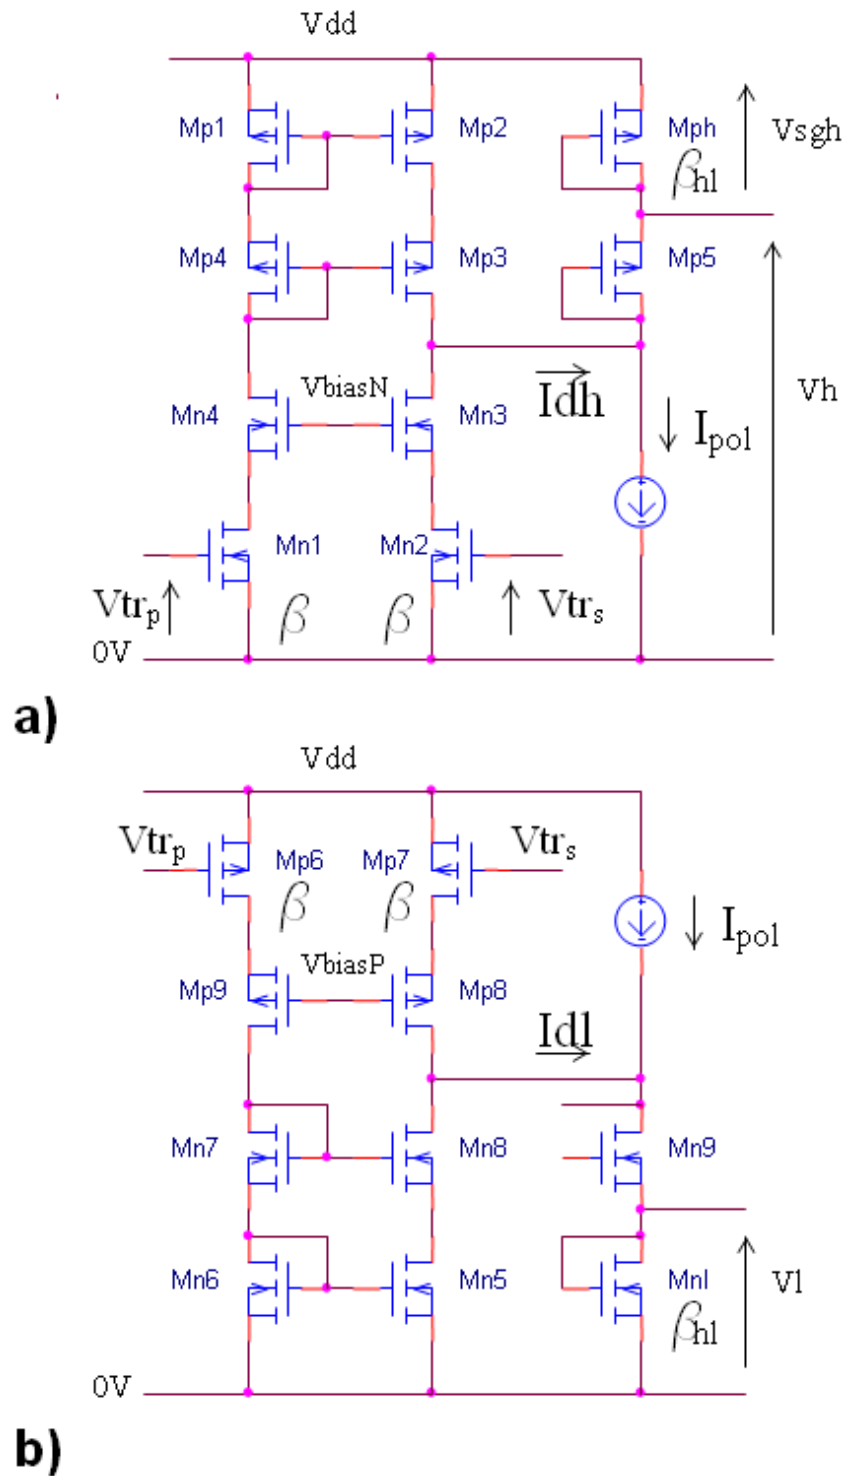 Vdd
Mp1 Mp2 Mph Vsgh
βhl
Mp4 Mp3 Mp5
VbiasN Idh Vh
Mn4 Mn3 Ipol
Mn1 Mn2
Vtrp β β Vtrs
0V
a)
Vdd
Vtrp Mp6 Mp7 Vtrs
β β Ipol
VbiasP
Mp9 Mp8
Idl
Mn7 Mn8 Mn9
Mn6 Mn5 Mnl Vl
βhl
0V
b)